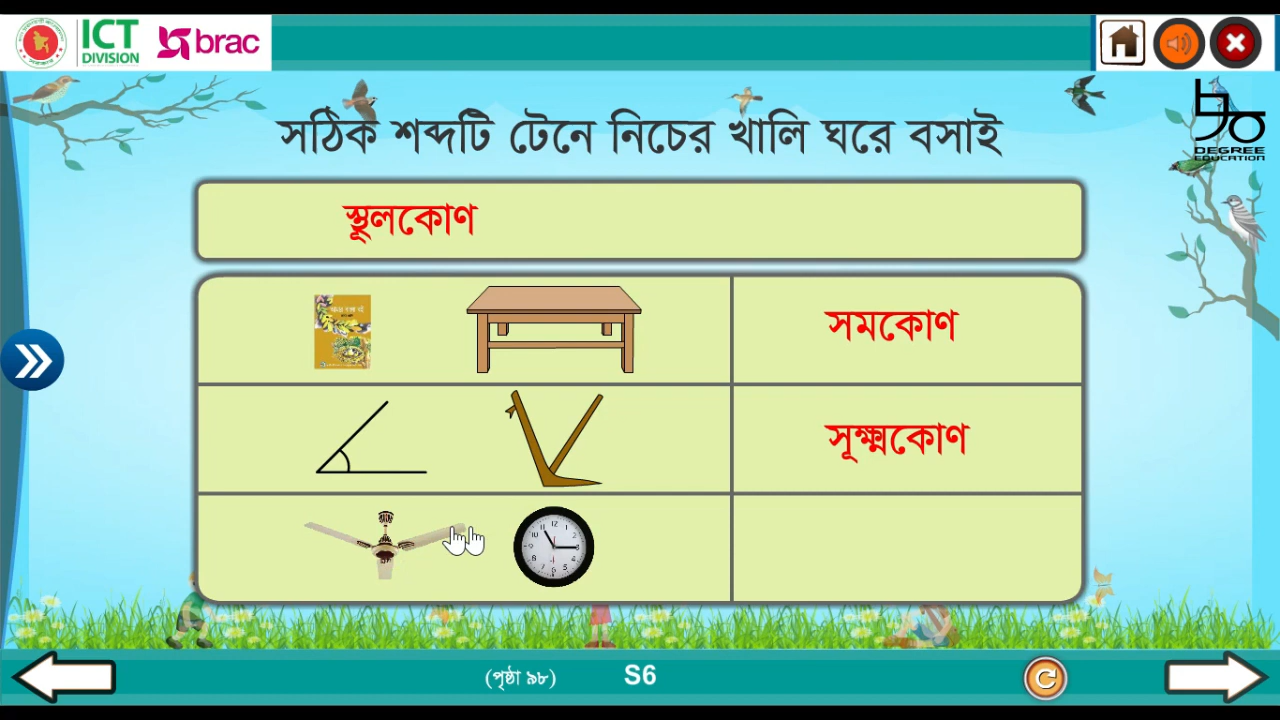 ICT
DIVISION
brac
DEGREE
EDUCATION
সঠিক শব্দটি টেনে নিচের খালি ঘরে বসাই
স্থূলকোণ
সমকোণ
সূক্ষ্মকোণ
(পৃষ্ঠা ৯৮)
S6